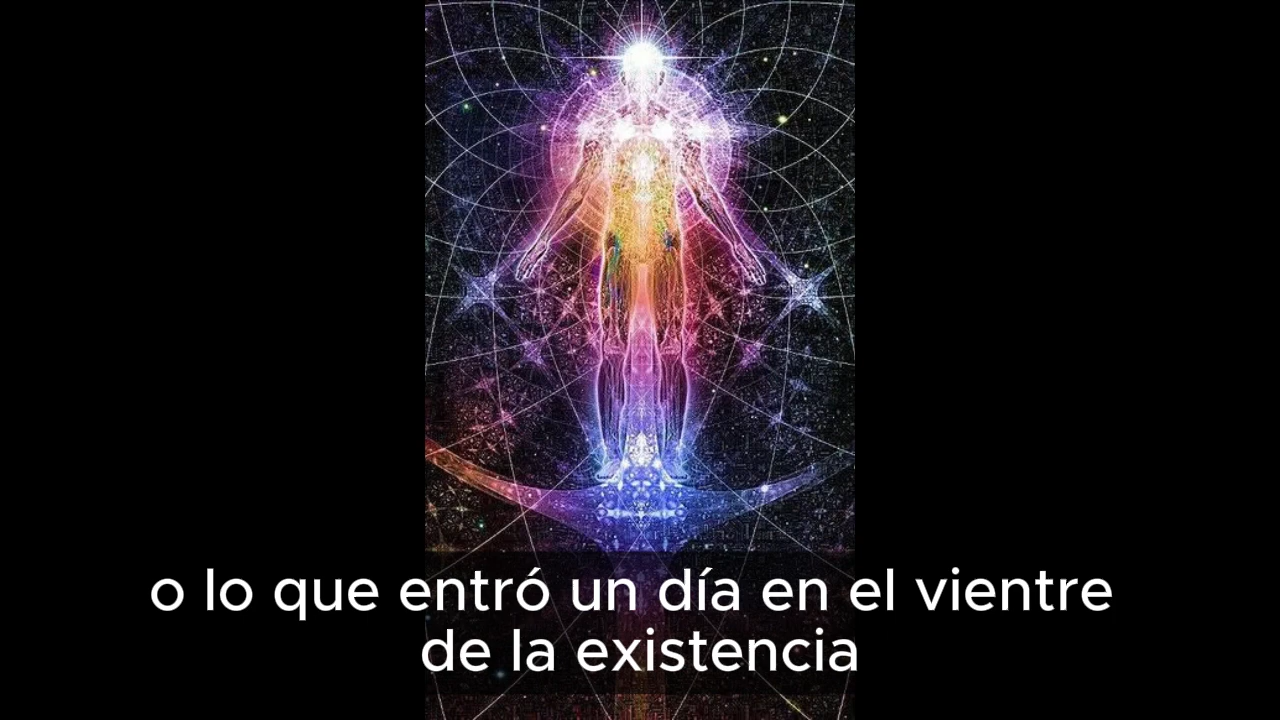 o lo que entró un día en el vientre
de la existencia